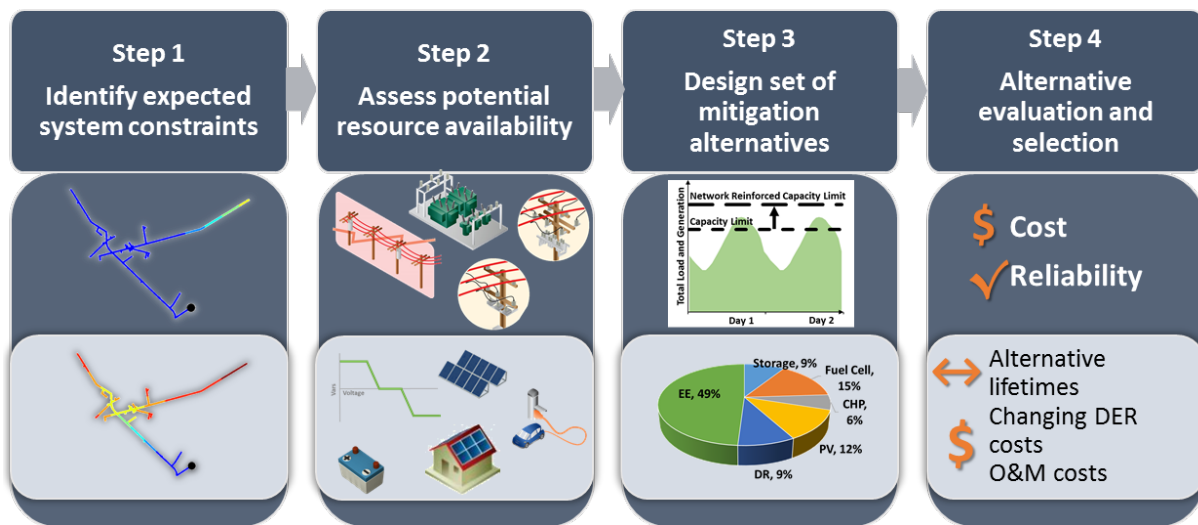 Step 1
Identify expected
system constraints
Step 2
Assess potential
resource availability
Step 3
Design set of
mitigation
alternatives
Step 4
Alternative
evaluation and
selection
Vars
Voltage
Network Reinforced Capacity Limit
Capacity Limit
Total Load and Generation
Day 1
Day 2
Storage, 9%
Fuel Cell,
15%
CHP,
6%
PV, 12%
DR, 9%
EE, 49%
$ Cost
Reliability
Alternative
lifetimes
$ Changing DER
costs
O&M costs